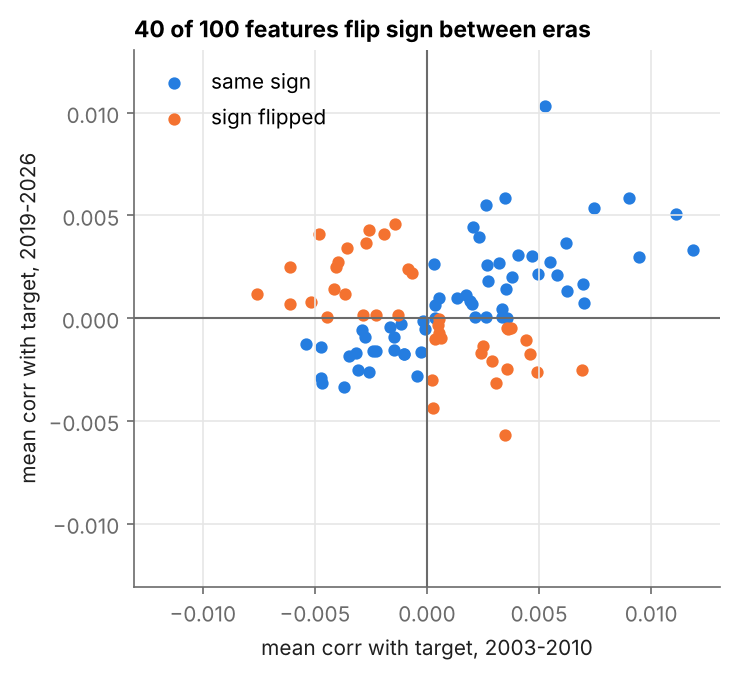 40 of 100 features flip sign between eras
same sign
sign flipped
0.010
0.005
0.000
−0.005
−0.010
mean corr with target, 2019-2026
−0.010
−0.005
0.000
0.005
0.010
mean corr with target, 2003-2010